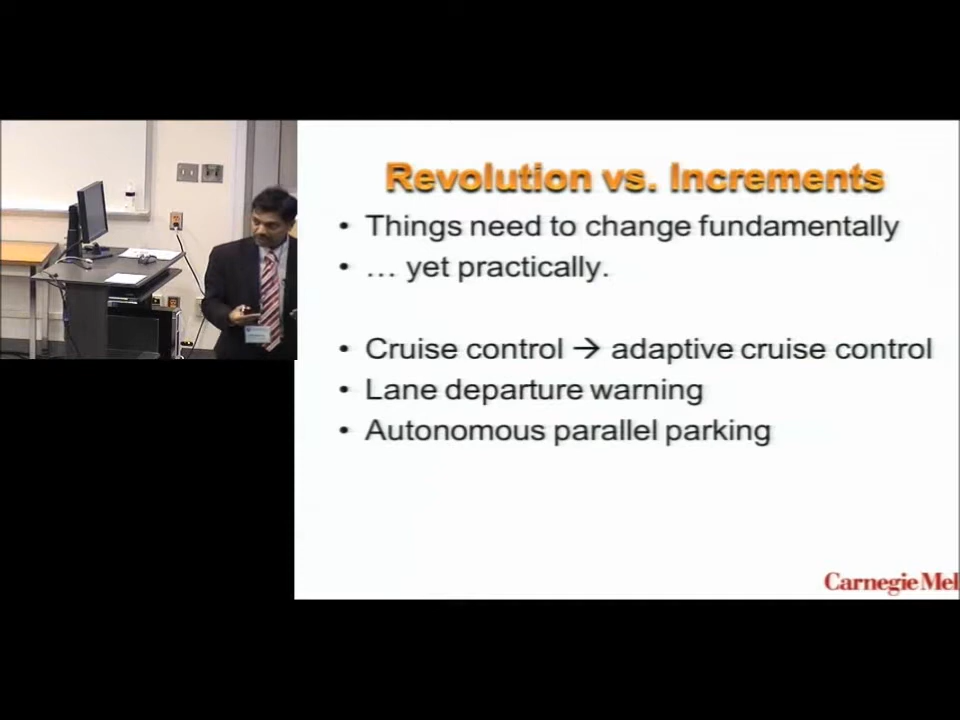 Revolution vs. Increments
• Things need to change fundamentally
• … yet practically.
• Cruise control → adaptive cruise control
• Lane departure warning
• Autonomous parallel parking
Carnegie Mel